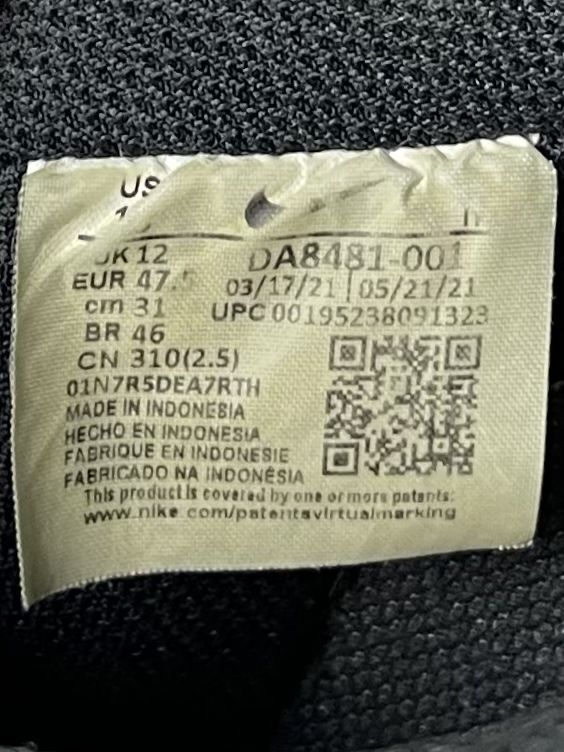 US
UK 12
EUR 47.5
cm 31
BR 46
CN 310(2.5)
DA8481-001
03/17/21 | 05/21/21
UPC 00195238091323
01N7R5DEA7RTH
MADE IN INDONESIA
HECHO EN INDONESIA
FABRIQUE EN INDONESIE
FABRICADO NA INDONÉSIA
This product is covered by one or more patents:
www.nike.com/patentsvirtualmarking